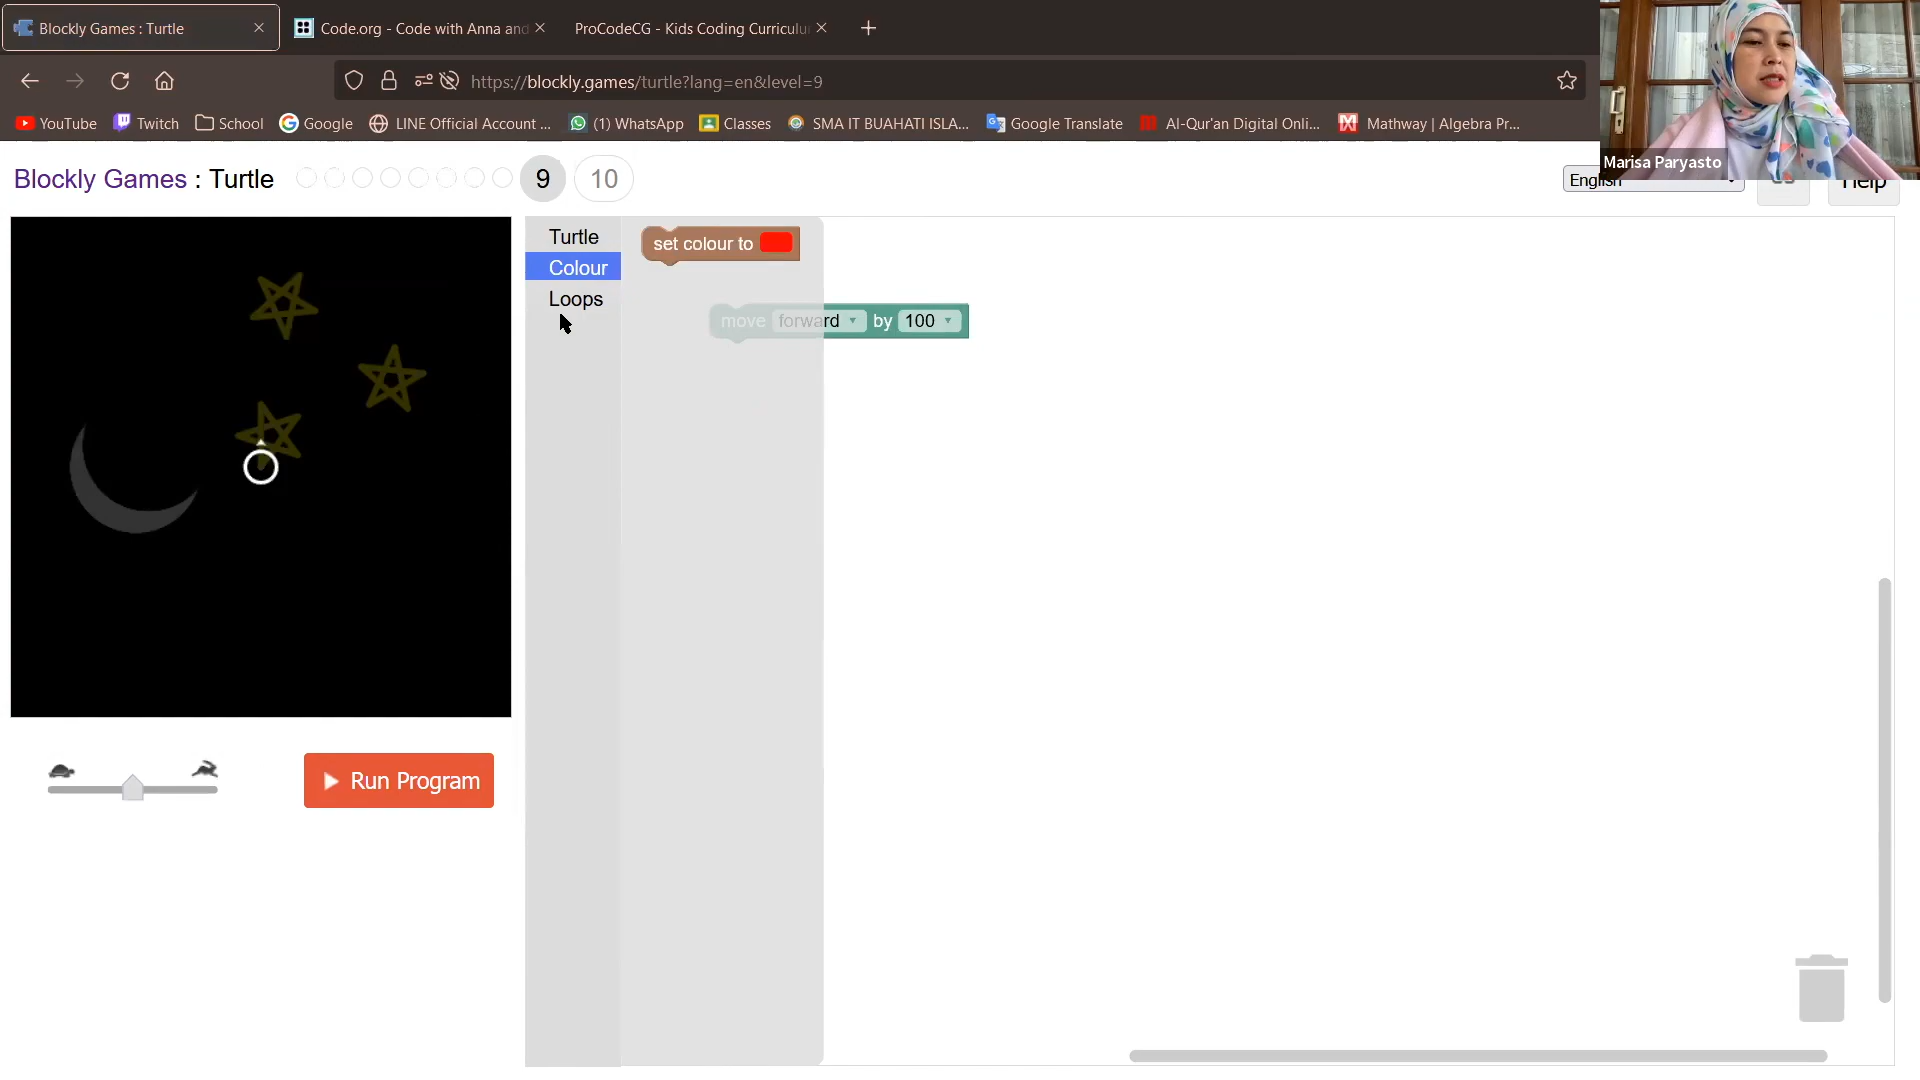 Blockly Games : Turtle
Code.org - Code with Anna and
ProCodeCG - Kids Coding Curriculu
https://blockly.games/turtle?lang=en&level=9
YouTube
Twitch
School
Google
LINE Official Account ...
(1) WhatsApp
Classes
SMA IT BUAHATI ISLA...
Google Translate
Al-Qur'an Digital Onli...
Mathway | Algebra Pr...
Marisa Paryasto
Blockly Games : Turtle
9
10
English
Help
Turtle
Colour
Loops
set colour to
move forward by 100
Run Program